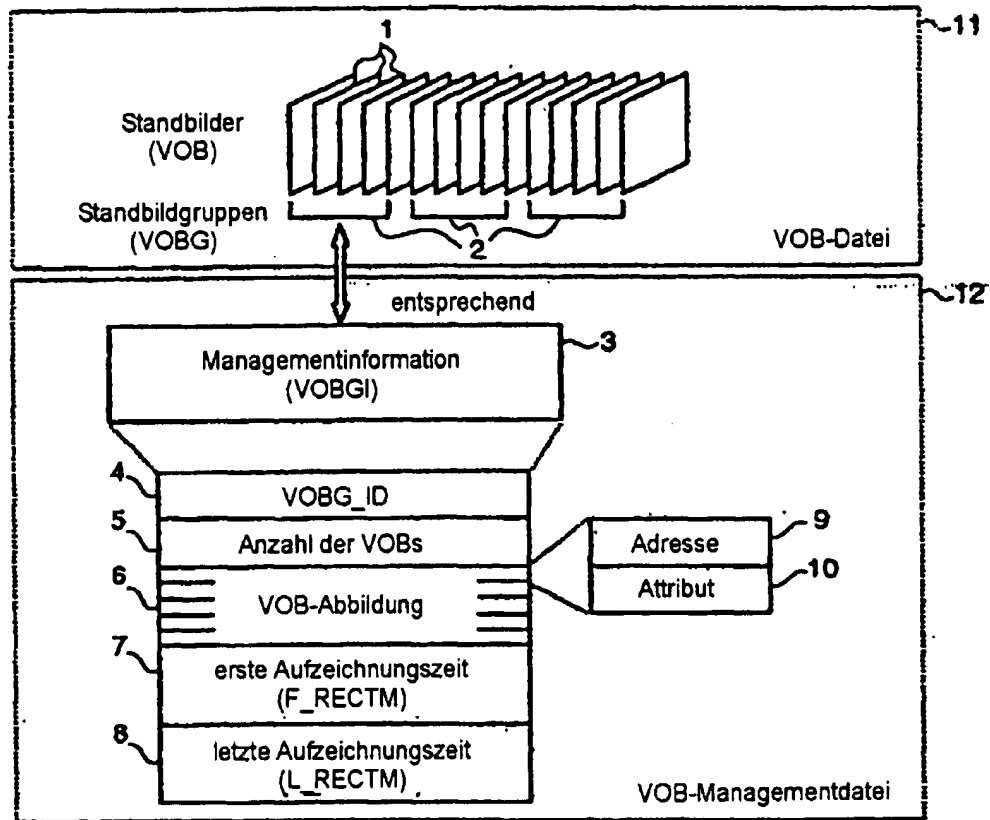 1
11
Standbilder
(VOB)
Standbildgruppen
(VOBG)
2
VOB-Datei
12
entsprechend
3
Managementinformation
(VOBGI)
4
VOBG_ID
5
Anzahl der VOBs
9
Adresse
6
VOB-Abbildung
10
Attribut
7
erste Aufzeichnungszeit
(F_RECTM)
8
letzte Aufzeichnungszeit
(L_RECTM)
VOB-Managementdatei